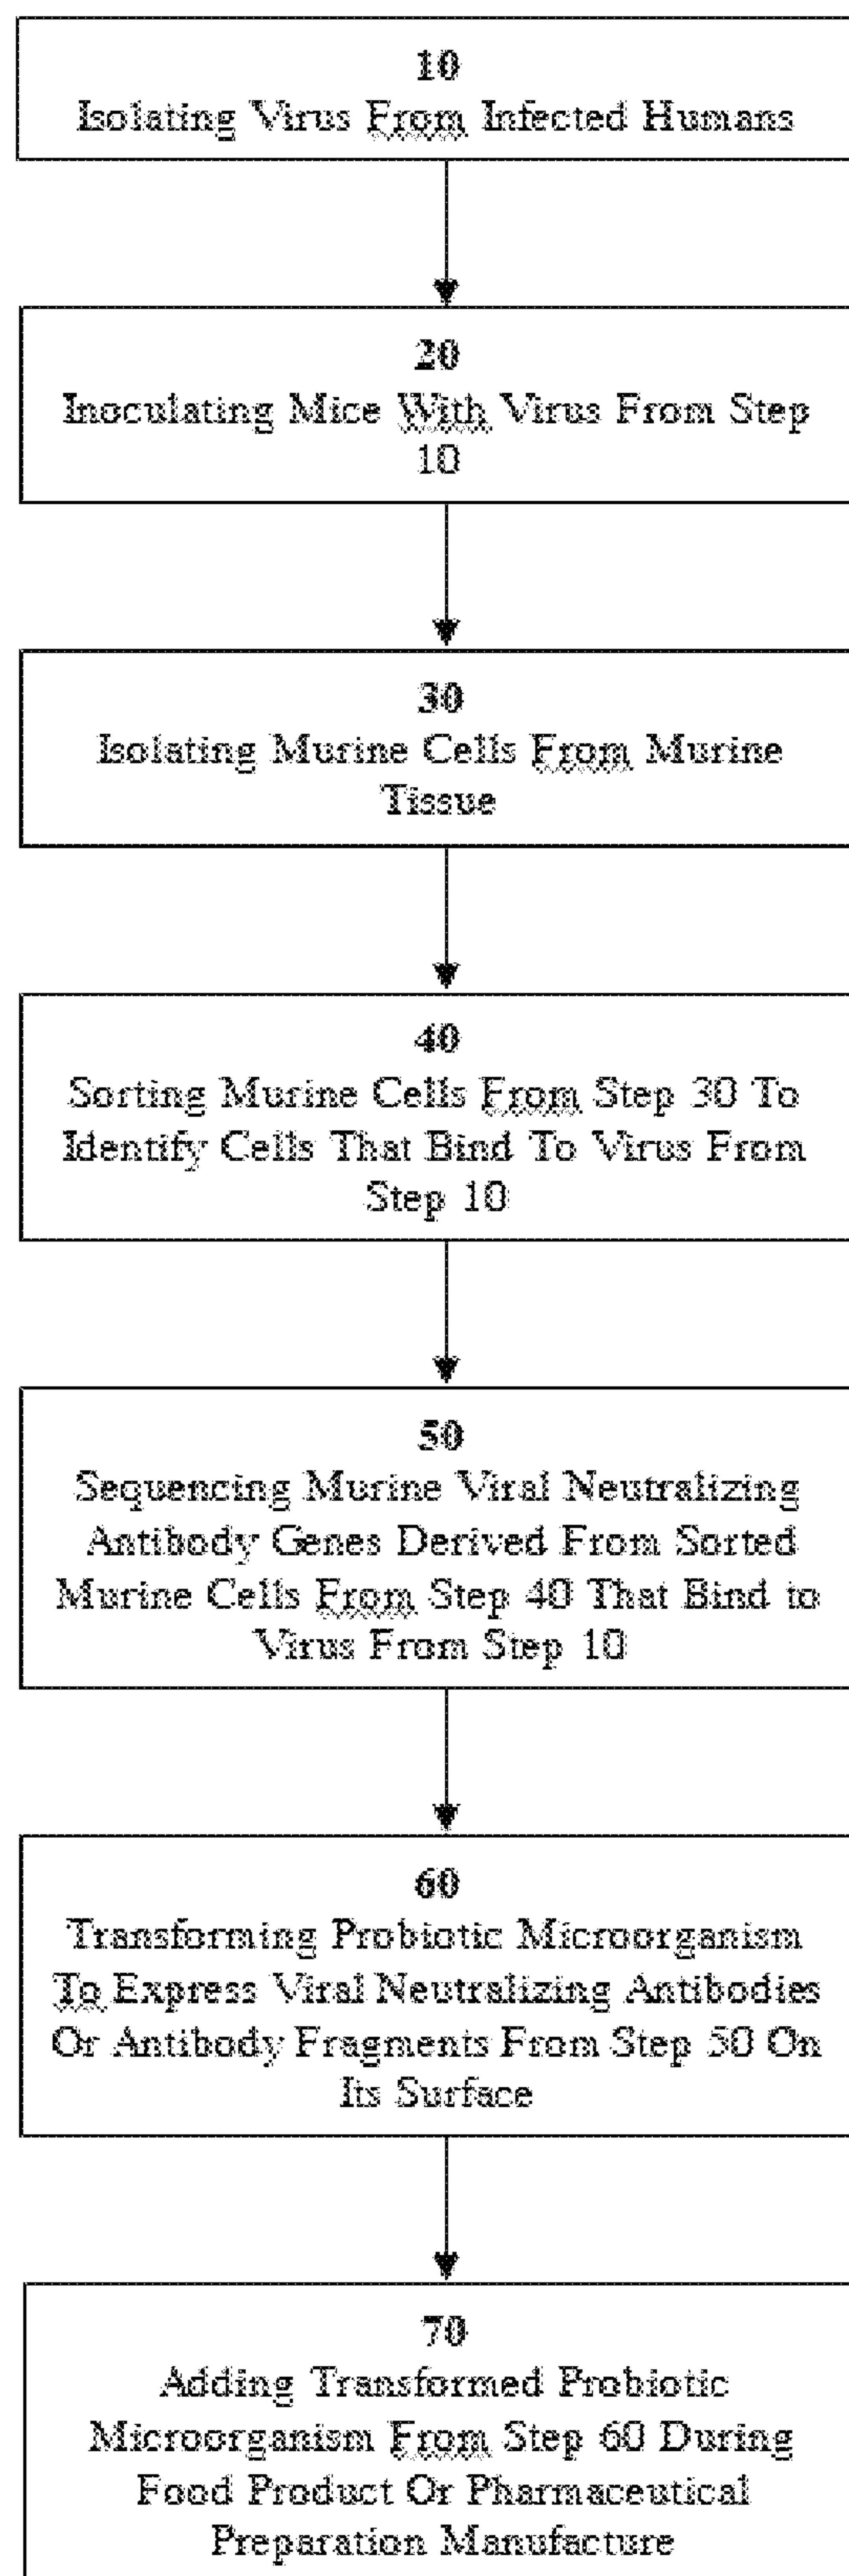 10
Isolating Virus From Infected Humans
20
Inoculating Mice With Virus From Step
10
30
Isolating Murine Cells From Murine
Tissue
40
Sorting Murine Cells From Step 30 To
Identify Cells That Bind To Virus From
Step 10
50
Sequencing Murine Viral Neutralizing
Antibody Genes Derived From Sorted
Murine Cells From Step 40 That Bind to
Virus From Step 10
60
Transforming Probiotic Microorganism
To Express Viral Neutralizing Antibodies
Or Antibody Fragments From Step 50 On
Its Surface
70
Adding Transformed Probiotic
Microorganism From Step 60 During
Food Product Or Pharmaceutical
Preparation Manufacture